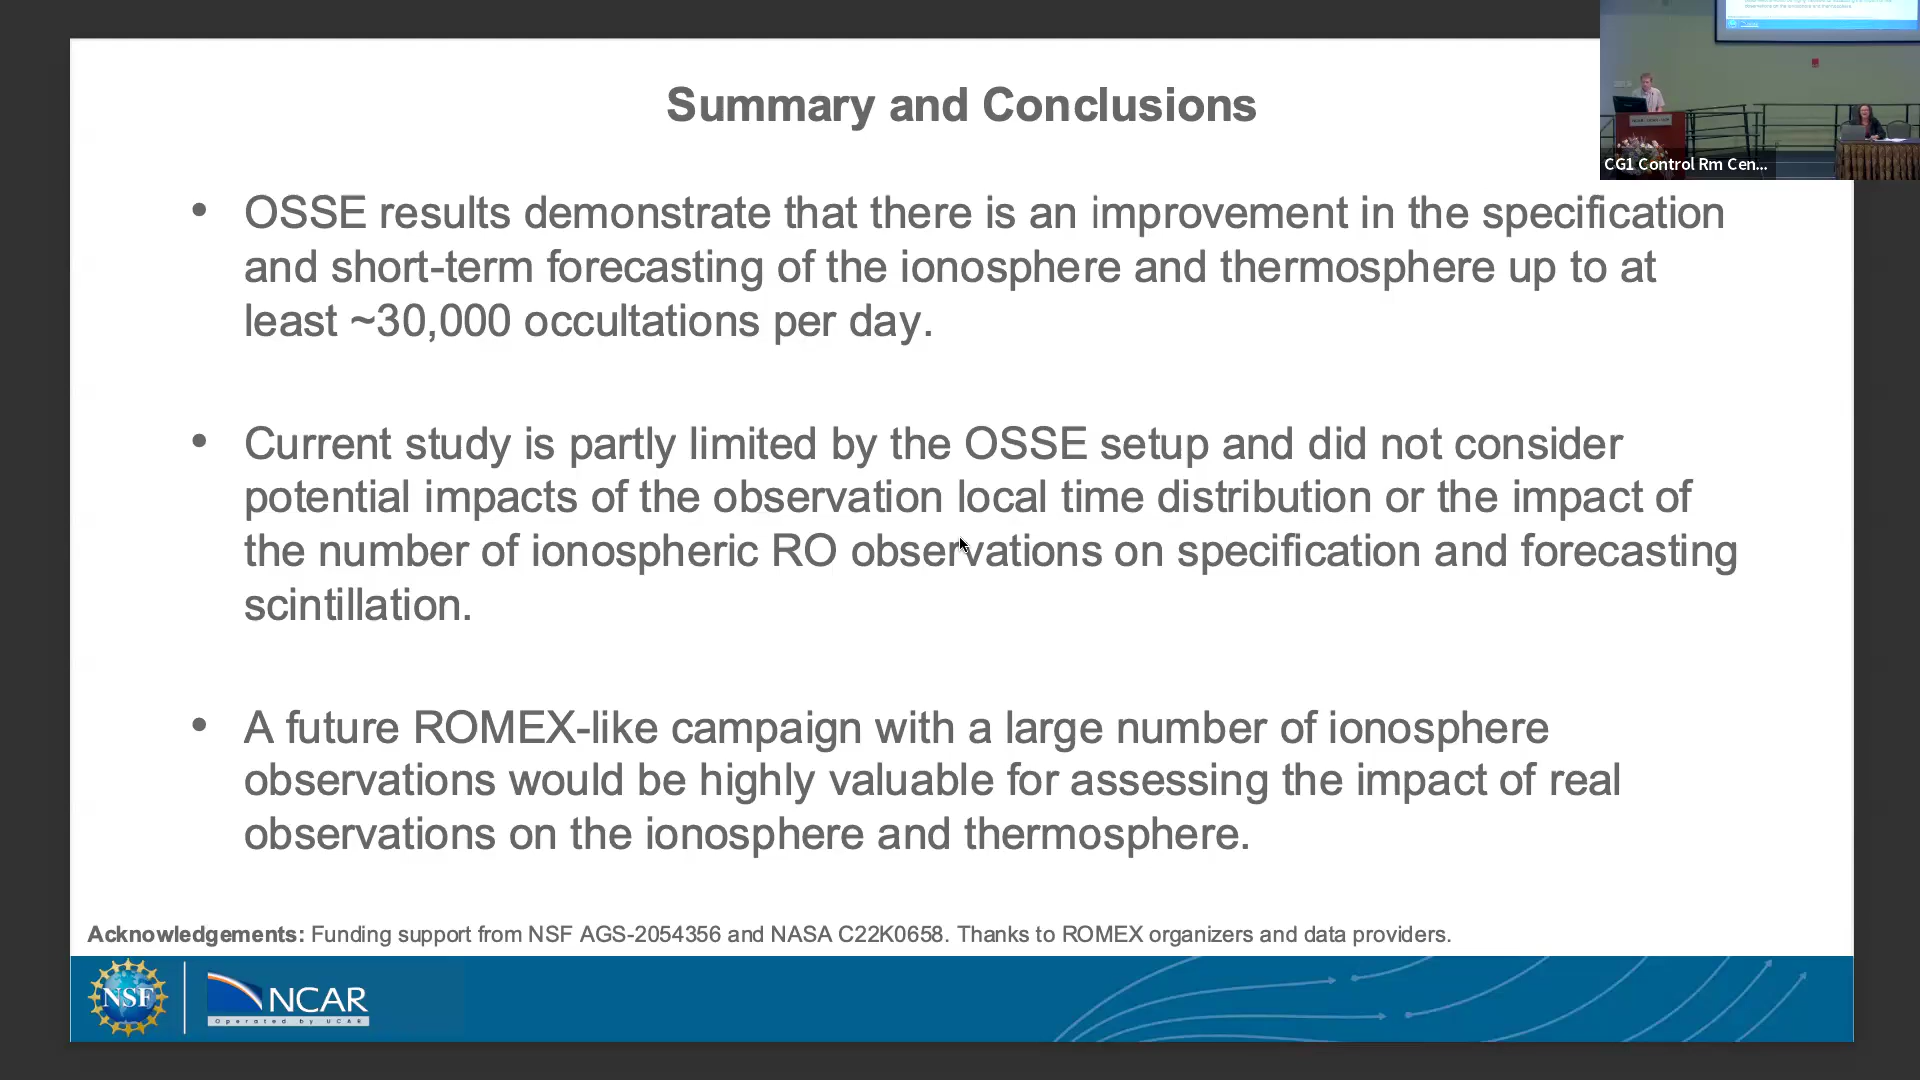 Summary and Conclusions
• OSSE results demonstrate that there is an improvement in the specification
and short-term forecasting of the ionosphere and thermosphere up to at
least ~30,000 occultations per day.
• Current study is partly limited by the OSSE setup and did not consider
potential impacts of the observation local time distribution or the impact of
the number of ionospheric RO observations on specification and forecasting
scintillation.
• A future ROMEX-like campaign with a large number of ionosphere
observations would be highly valuable for assessing the impact of real
observations on the ionosphere and thermosphere.
Acknowledgements: Funding support from NSF AGS-2054356 and NASA C22K0658. Thanks to ROMEX organizers and data providers.
NSF
NCAR
Operated by UCAR
CG1 Control Rm Cen...